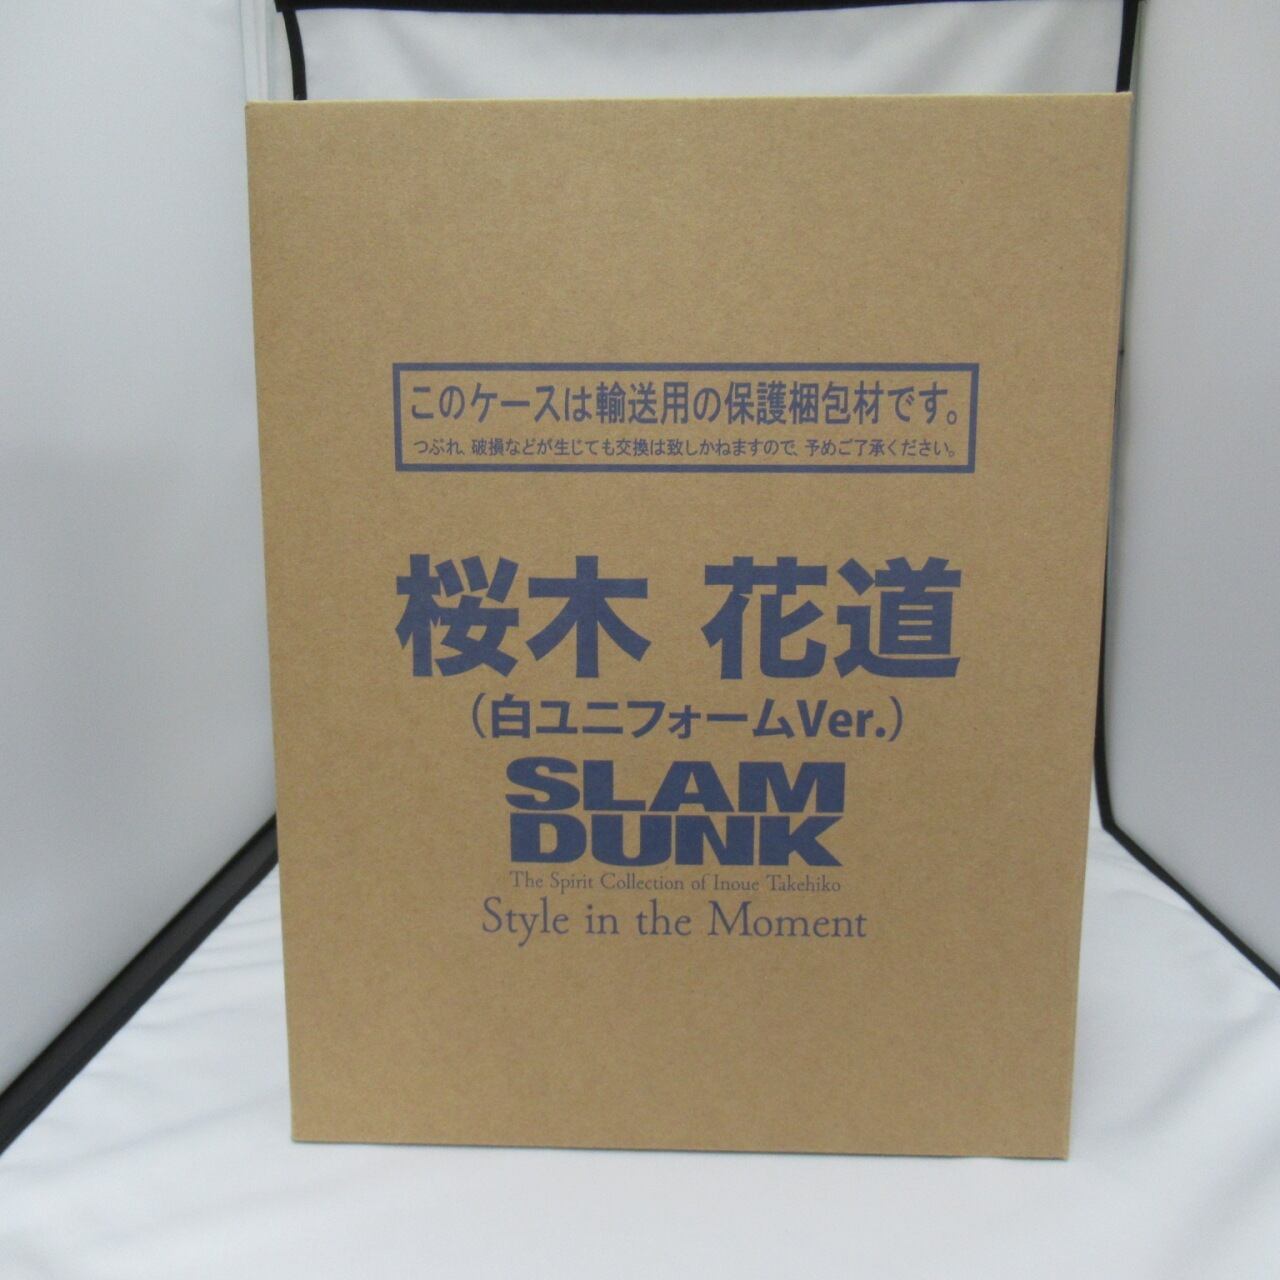 このケースは輸送用の保護梱包材です。
つぶれ、破損などが生じても交換は致しかねますので、予めご了承ください。
桜木 花道
（白ユニフォームVer.）
SLAM
DUNK
The Spirit Collection of Inoue Takehiko
Style in the Moment